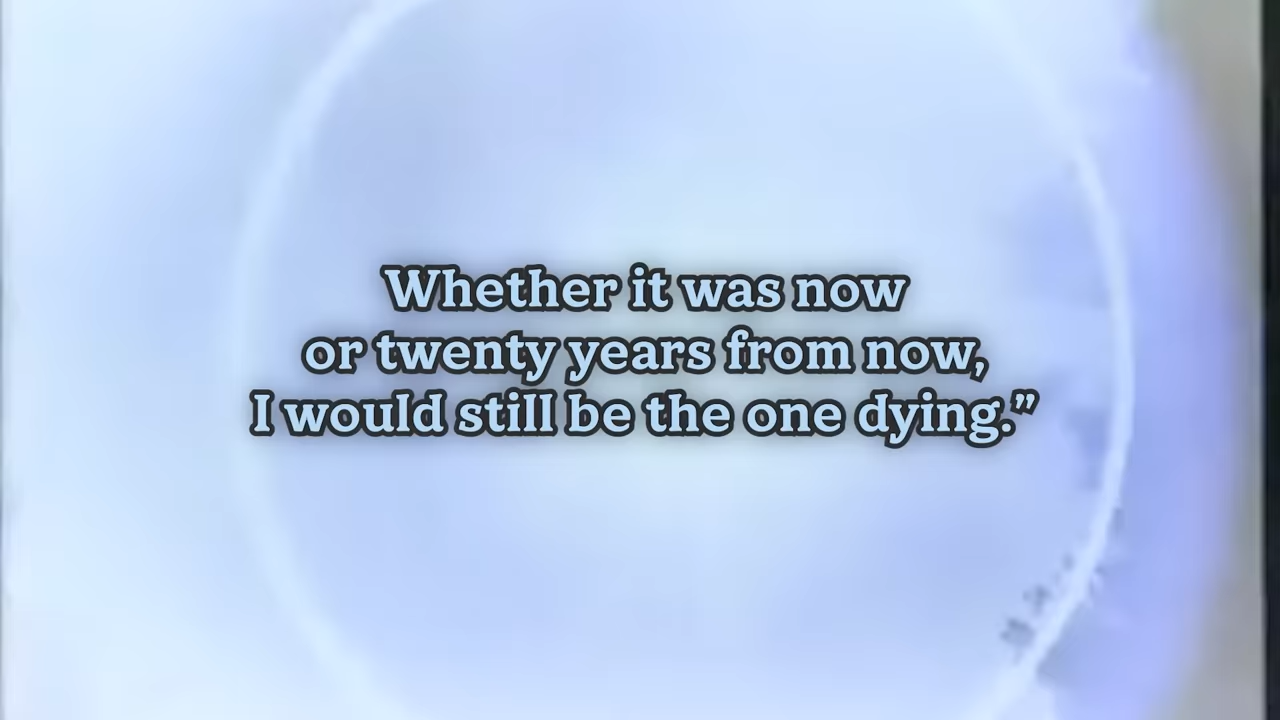 Whether it was now
or twenty years from now,
I would still be the one dying.”